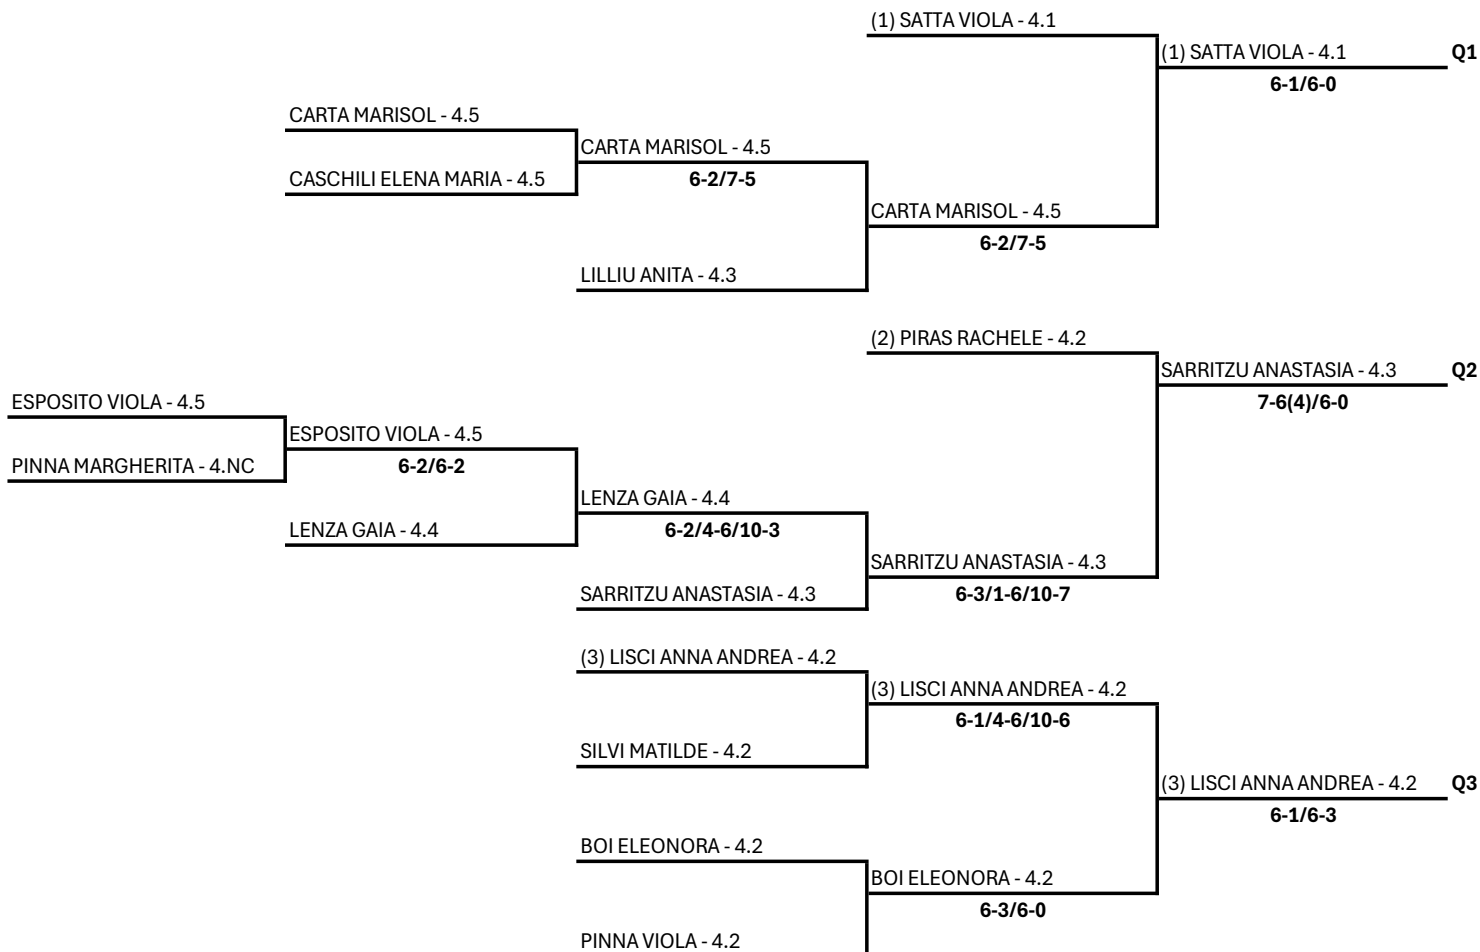 (1) SATTA VIOLA - 4.1
(1) SATTA VIOLA - 4.1 Q1
6-1/6-0
CARTA MARISOL - 4.5
CARTA MARISOL - 4.5
CASCHILI ELENA MARIA - 4.5
6-2/7-5
CARTA MARISOL - 4.5
6-2/7-5
LILLIU ANITA - 4.3
(2) PIRAS RACHELE - 4.2
SARRITZU ANASTASIA - 4.3 Q2
7-6(4)/6-0
ESPOSITO VIOLA - 4.5
ESPOSITO VIOLA - 4.5
PINNA MARGHERITA - 4.NC
6-2/6-2
LENZA GAIA - 4.4
LENZA GAIA - 4.4
6-2/4-6/10-3
SARRITZU ANASTASIA - 4.3
SARRITZU ANASTASIA - 4.3
6-3/1-6/10-7
(3) LISCI ANNA ANDREA - 4.2
(3) LISCI ANNA ANDREA - 4.2
6-1/4-6/10-6
SILVI MATILDE - 4.2
(3) LISCI ANNA ANDREA - 4.2 Q3
6-1/6-3
BOI ELEONORA - 4.2
BOI ELEONORA - 4.2
6-3/6-0
PINNA VIOLA - 4.2